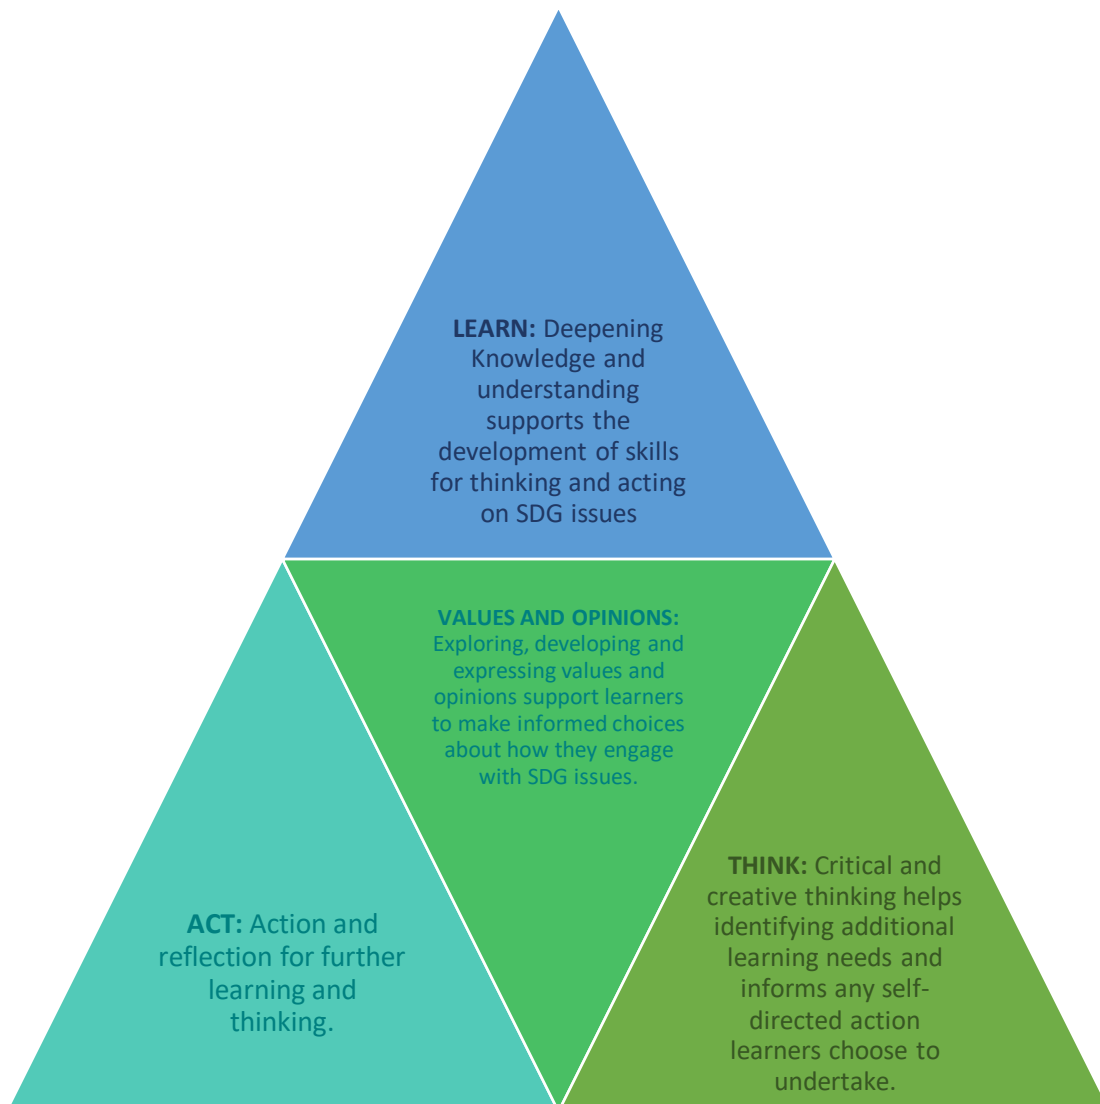 LEARN: Deepening
Knowledge and
understanding
supports the
development of skills
for thinking and acting
on SDG issues
VALUES AND OPINIONS:
Exploring, developing and
expressing values and
opinions support learners
to make informed choices
about how they engage
with SDG issues.
ACT: Action and
reflection for further
learning and
thinking.
THINK: Critical and
creative thinking helps
identifying additional
learning needs and
informs any self-
directed action
learners choose to
undertake.